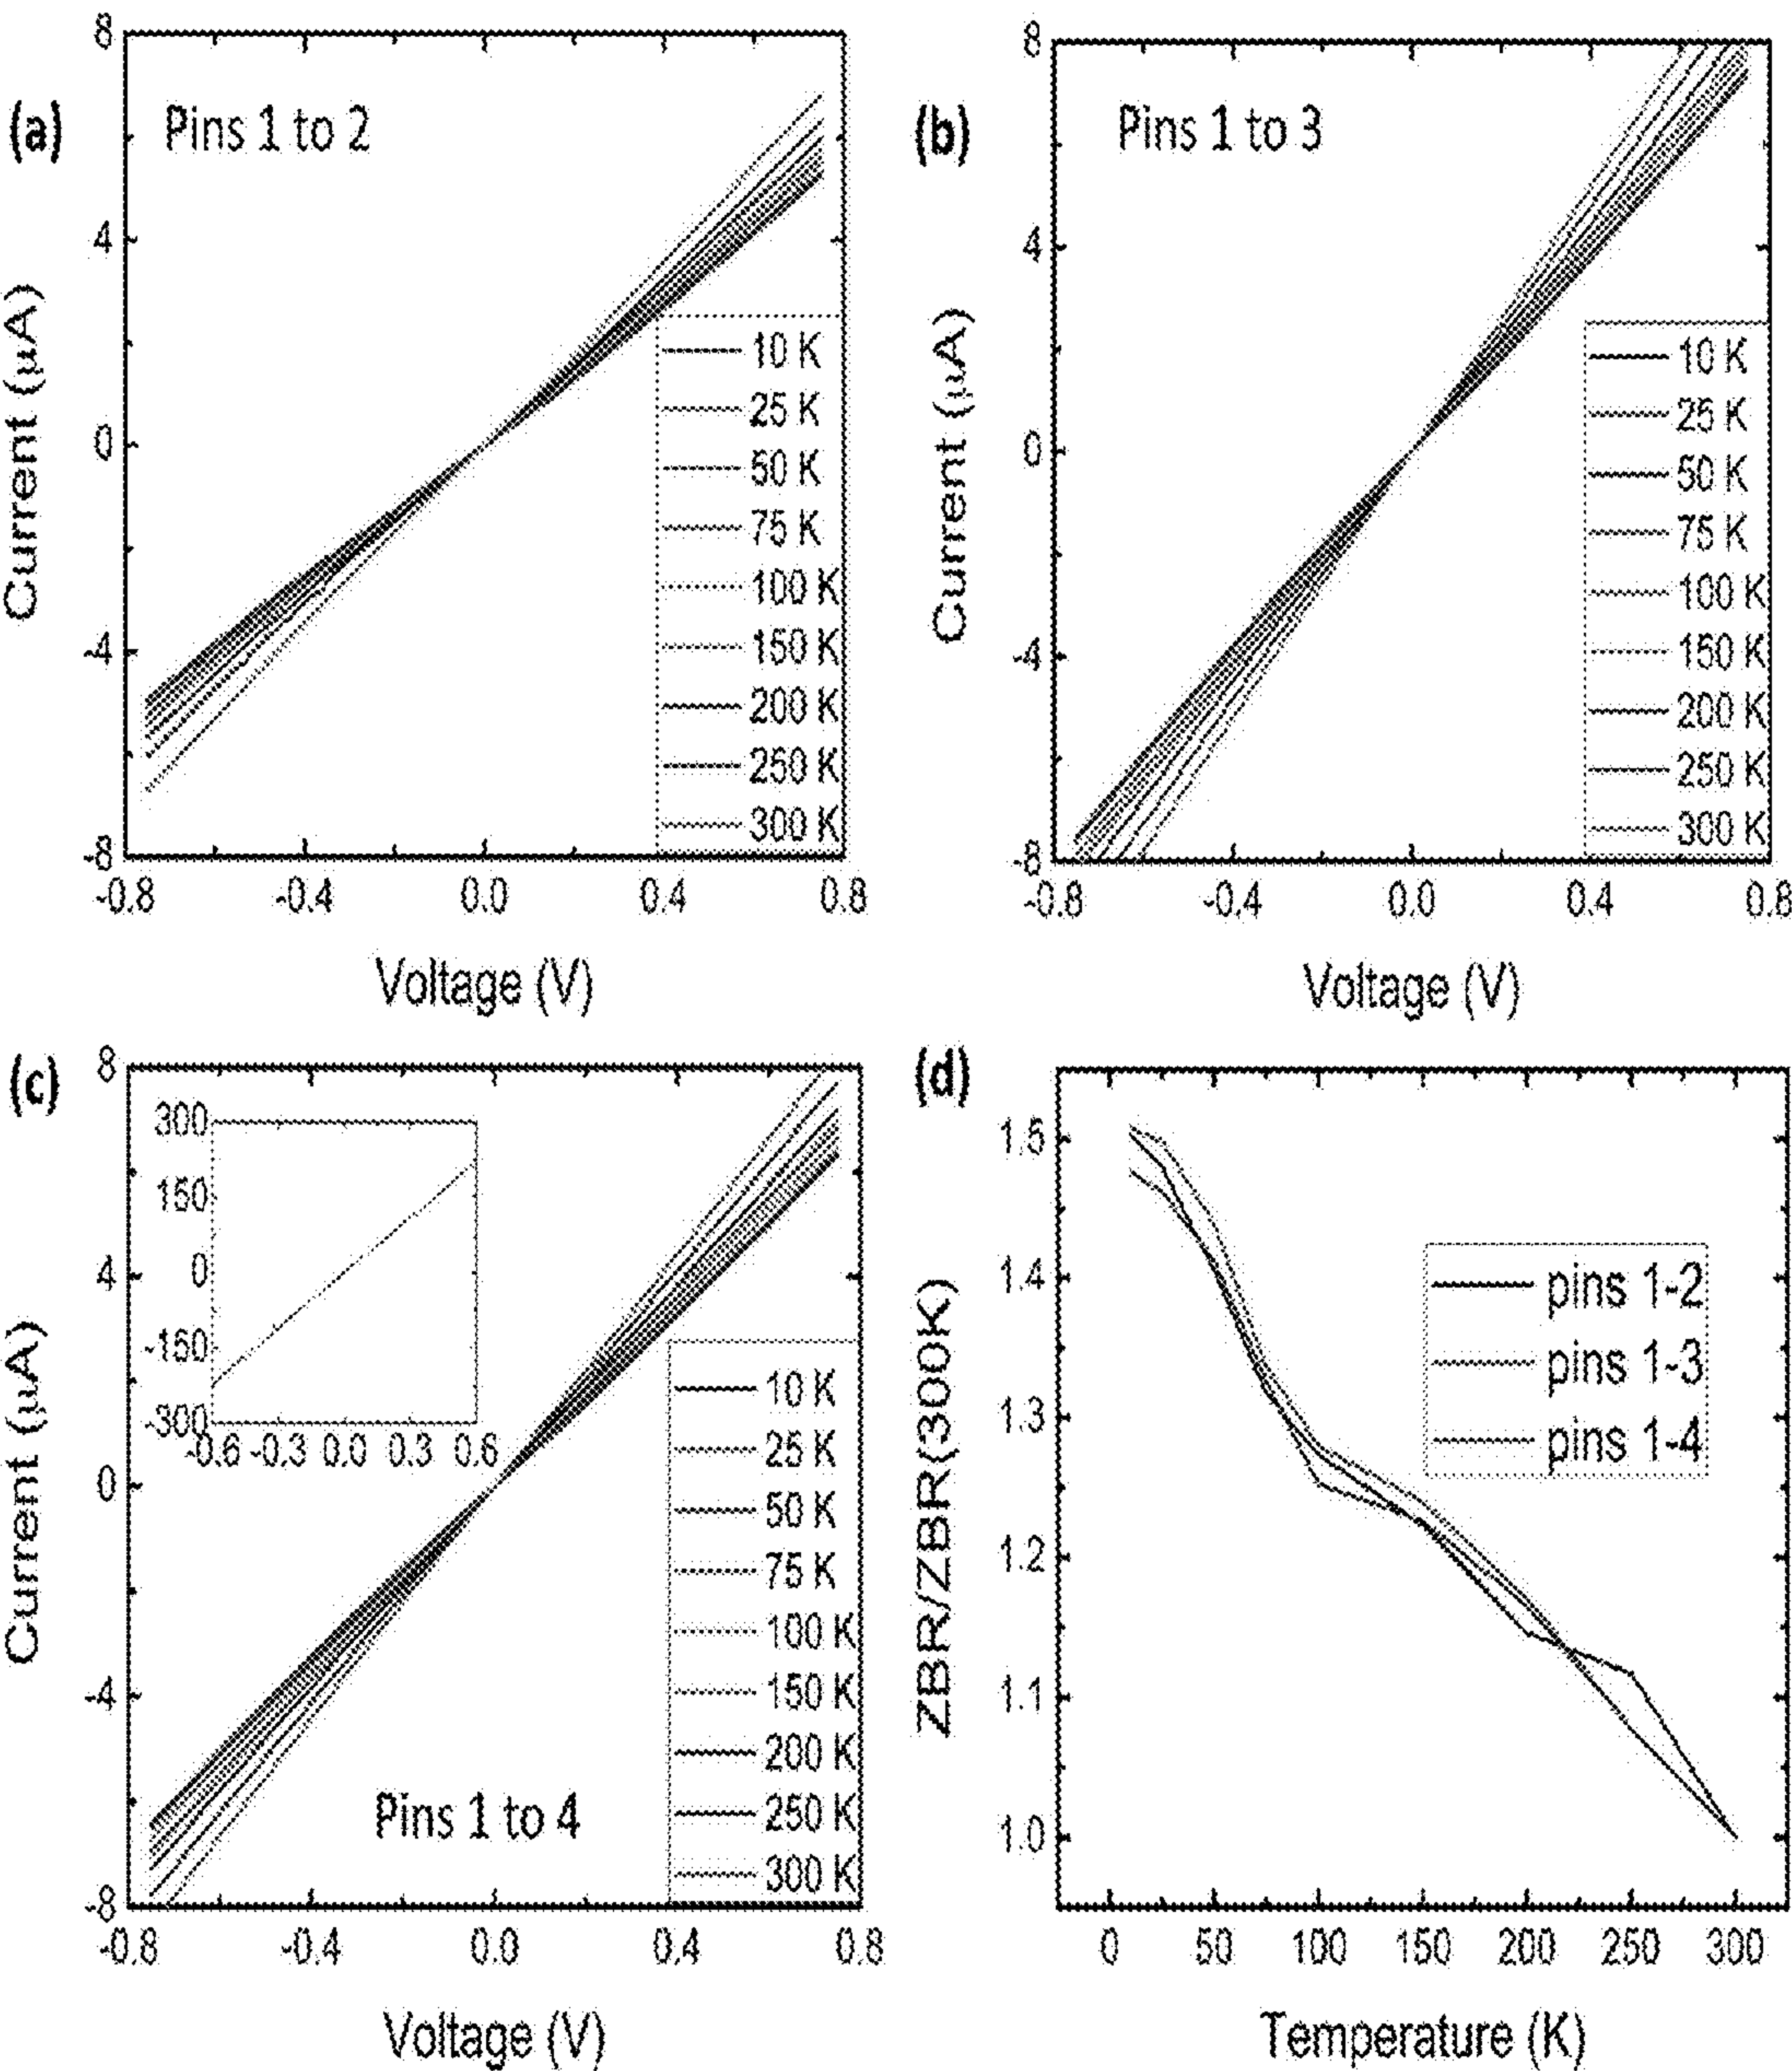 (a)
Pins 1 to 2
8
4
0
-4
-8
Current (µA)
10 K
25 K
50 K
75 K
100 K
150 K
200 K
250 K
300 K
-0.8
-0.4
0.0
0.4
0.8
Voltage (V)
(b)
Pins 1 to 3
8
4
0
-4
-8
Current (µA)
10 K
25 K
50 K
75 K
100 K
150 K
200 K
250 K
300 K
-0.8
-0.4
0.0
0.4
0.8
Voltage (V)
(c)
8
4
0
-4
-8
Current (µA)
300
150
0
-150
-300
-0.6
-0.3
0.0
0.3
0.6
10 K
25 K
50 K
75 K
100 K
150 K
200 K
250 K
300 K
Pins 1 to 4
-0.8
-0.4
0.0
0.4
0.8
Voltage (V)
(d)
1.5
1.4
1.3
1.2
1.1
1.0
ZBR/ZBR(300K)
pins 1-2
pins 1-3
pins 1-4
0
50
100
150
200
250
300
Temperature (K)